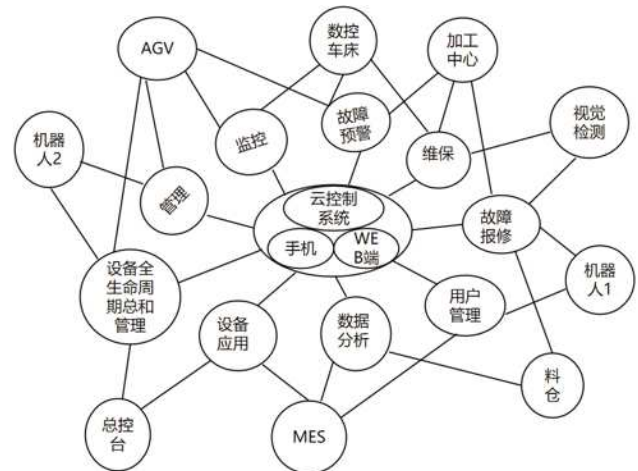 AGV
数控
车床
加工
中心
机器
人2
监控
故障
预警
维保
视觉
检测
管理
云控制
系统
手机
WE
B端
故障
报修
设备全
生命周
期总和
管理
设备
应用
数据
分析
用户
管理
机器
人1
总控
台
MES
料
仓